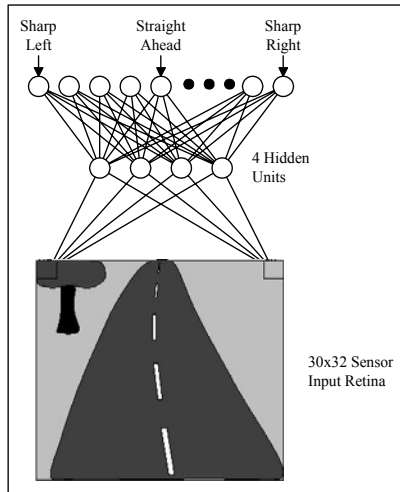 Sharp
Left
Straight
Ahead
Sharp
Right
4 Hidden
Units
30x32 Sensor
Input Retina